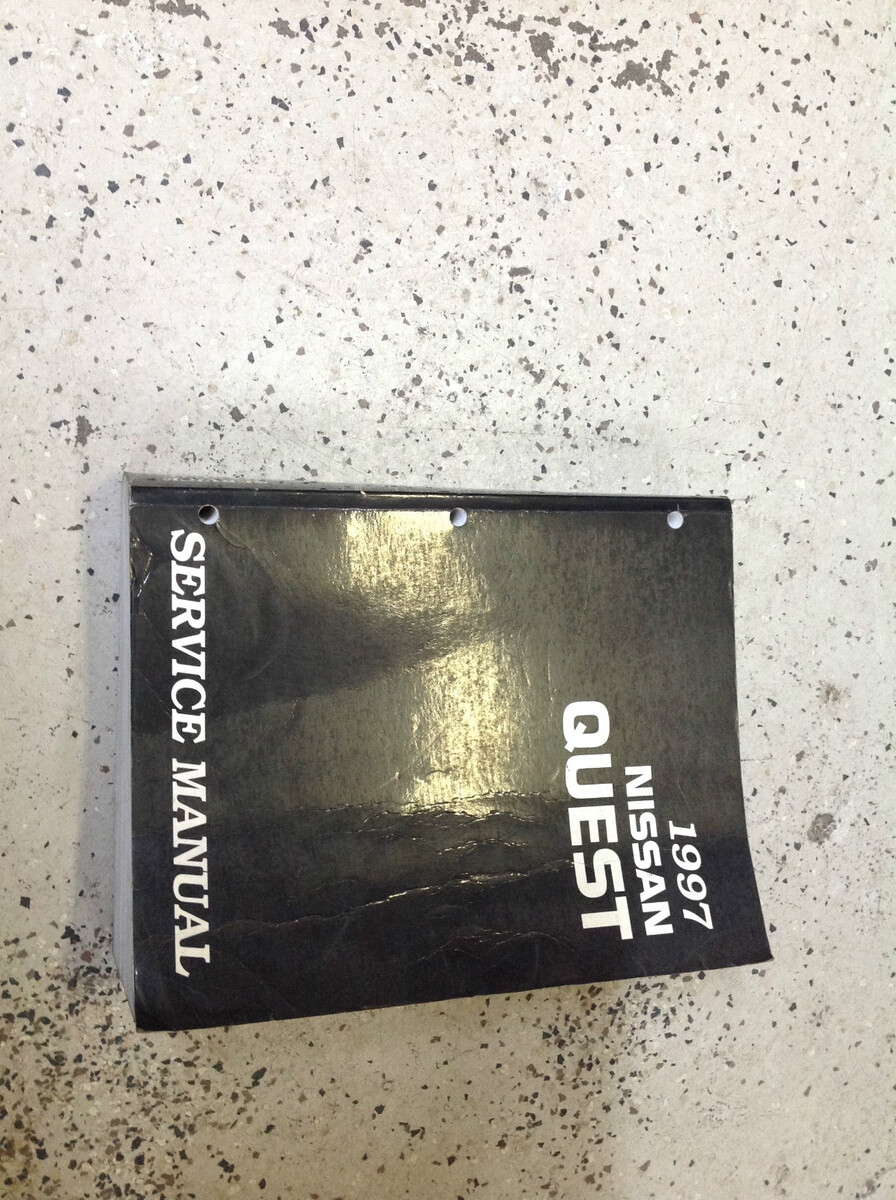 1997
NISSAN
QUEST
SERVICE MANUAL